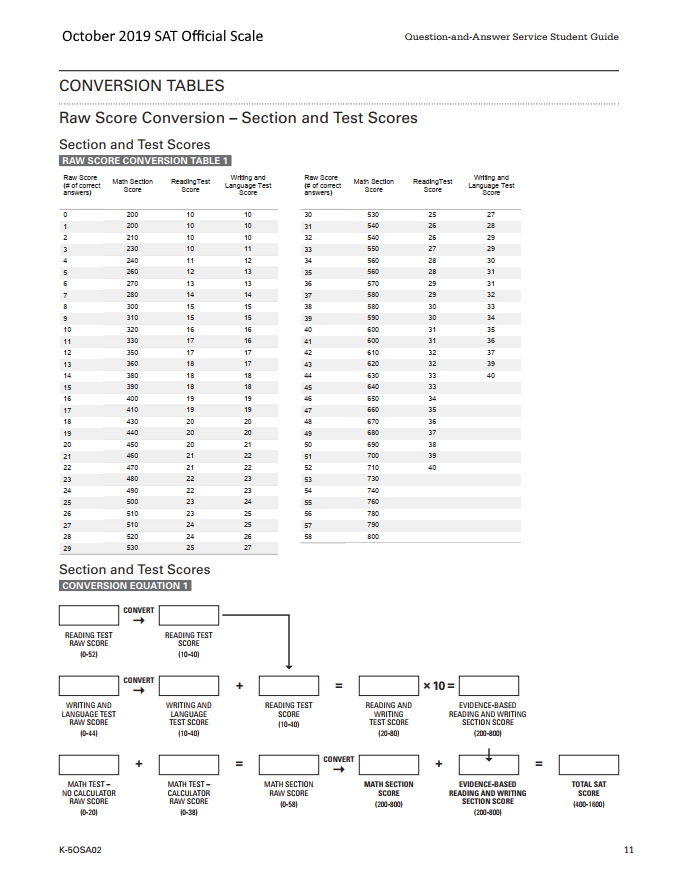 October 2019 SAT Official Scale
Question-and-Answer Service Student Guide
CONVERSION TABLES
Raw Score Conversion – Section and Test Scores
Section and Test Scores
RAW SCORE CONVERSION TABLE 1
Raw Score (# of correct answers) Math Section Score ReadingTest Score Writing and Language Test Score
0 200 10 10
1 200 10 10
2 210 10 10
3 230 10 11
4 240 11 12
5 260 12 13
6 270 13 13
7 280 14 14
8 300 15 15
9 310 15 15
10 320 16 16
11 330 17 16
12 350 17 17
13 360 18 17
14 380 18 18
15 390 18 18
16 400 19 19
17 410 19 19
18 430 20 20
19 440 20 20
20 450 20 21
21 460 21 22
22 470 21 22
23 480 22 23
24 490 22 23
25 500 23 24
26 510 23 25
27 510 24 25
28 520 24 26
29 530 25 27
Raw Score (# of correct answers) Math Section Score ReadingTest Score Writing and Language Test Score
30 530 25 27
31 540 26 28
32 540 26 29
33 550 27 29
34 560 28 30
35 560 28 31
36 570 29 31
37 580 29 32
38 580 30 33
39 590 30 34
40 600 31 35
41 600 31 36
42 610 32 37
43 620 32 39
44 630 33 40
45 640 33
46 650 34
47 660 35
48 670 36
49 680 37
50 690 38
51 700 39
52 710 40
53 730
54 740
55 760
56 780
57 790
58 800
Section and Test Scores
CONVERSION EQUATION 1
CONVERT →
READING TEST RAW SCORE (0-52)
READING TEST SCORE (10-40)
CONVERT → + = × 10 =
WRITING AND LANGUAGE TEST RAW SCORE (0-44)
WRITING AND LANGUAGE TEST SCORE (10-40)
READING TEST SCORE (10-40)
READING AND WRITING TEST SCORE (20-80)
EVIDENCE-BASED READING AND WRITING SECTION SCORE (200-800)
+ = CONVERT → + =
MATH TEST – NO CALCULATOR RAW SCORE (0-20)
MATH TEST – CALCULATOR RAW SCORE (0-38)
MATH SECTION RAW SCORE (0-58)
MATH SECTION SCORE (200-800)
EVIDENCE-BASED READING AND WRITING SECTION SCORE (200-800)
TOTAL SAT SCORE (400-1600)
K-5OSA02
11